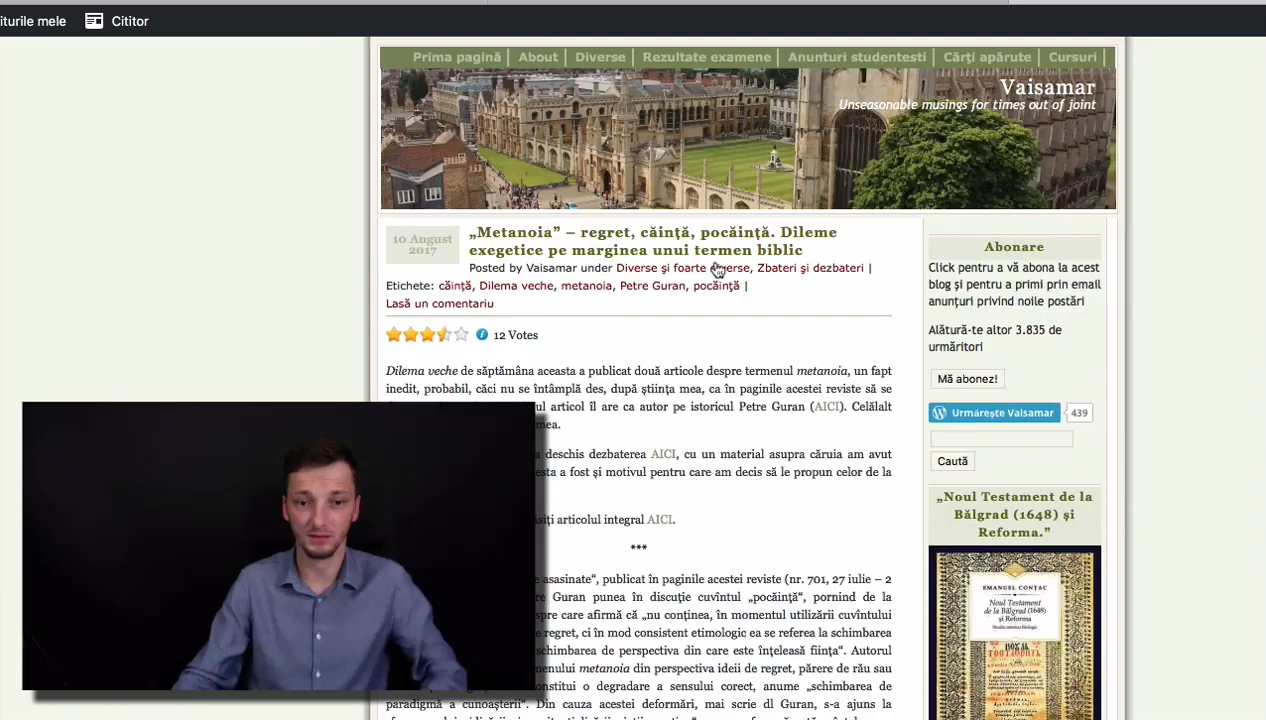 iturile mele
Cititor
Prima pagină
About
Diverse
Rezultate examene
Anunturi studentesti
Cărți apărute
Cursuri
Vaisamar
Unseasonable musings for times out of joint
10 August
2017
„Metanoia” – regret, căință, pocăință. Dileme
exegetice pe marginea unui termen biblic
Posted by Vaisamar under Diverse și foarte diverse, Zbateri și dezbateri |
Etichete: căință, Dilema veche, metanoia, Petre Guran, pocăință |
Lasă un comentariu
12 Votes
Dilema veche de săptămâna aceasta a publicat două articole despre termenul metanoia, un fapt
inedit, probabil, căci nu se întâmplă des, după știința mea, ca în paginile acestei reviste să se
ul articol îl are ca autor pe istoricul Petre Guran (AICI). Celălalt
mea.
a deschis dezbaterea AICI, cu un material asupra căruia am avut
esta a fost și motivul pentru care am decis să le propun celor de la
articolul integral AICI.
***
asasinate“, publicat în paginile acestei reviste (nr. 701, 27 iulie – 2
re Guran punea în discuție cuvîntul „pocăință“, pornind de la
spre care afirmă că „nu conținea, în momentul utilizării cuvîntului
e regret, ci în mod consistent etimologic ea se referea la schimbarea
schimbarea de perspectiva din care este înțeleasă ființa“. Autorul
menului metanoia din perspectiva ideii de regret, părere de rău sau
onstitui o degradare a sensului corect, anume „schimbarea de
paradigmă a cunoașterii“. Din cauza acestei deformări, mai scrie dl Guran, s-a ajuns la
Abonare
Click pentru a vă abona la acest
blog și pentru a primi prin email
anunțuri privind noile postări
Alătură-te altor 3.835 de
urmăritori
Mă abonez!
Urmărește Vaisamar
439
Caută
„Noul Testament de la
Bălgrad (1648) și
Reforma.”
EMANUEL CONȚAC
Noul Testament
de la Bălgrad (1648)
și Reforma